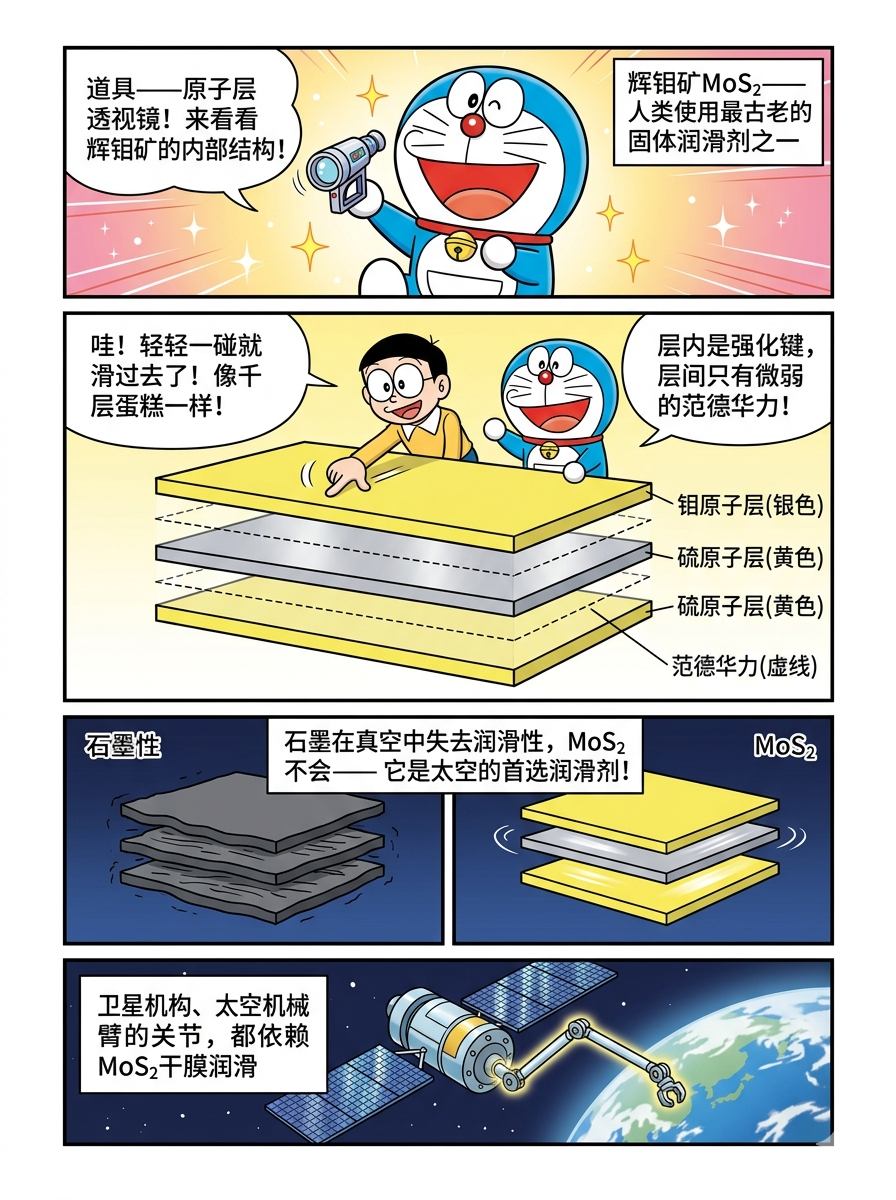 道具——原子层
透视镜！来看看
辉钼矿的内部结构！
辉钼矿MoS₂——
人类使用最古老的
固体润滑剂之一
哇！轻轻一碰就
滑过去了！像千
层蛋糕一样！
层内是强化键，
层间只有微弱
的范德华力！
钼原子层(银色)
硫原子层(黄色)
硫原子层(黄色)
范德华力(虚线)
石墨性
石墨在真空中失去润滑性，MoS₂
不会—— 它是太空的首选润滑剂！
MoS₂
卫星机构、太空机械
臂的关节，都依赖
MoS₂干膜润滑